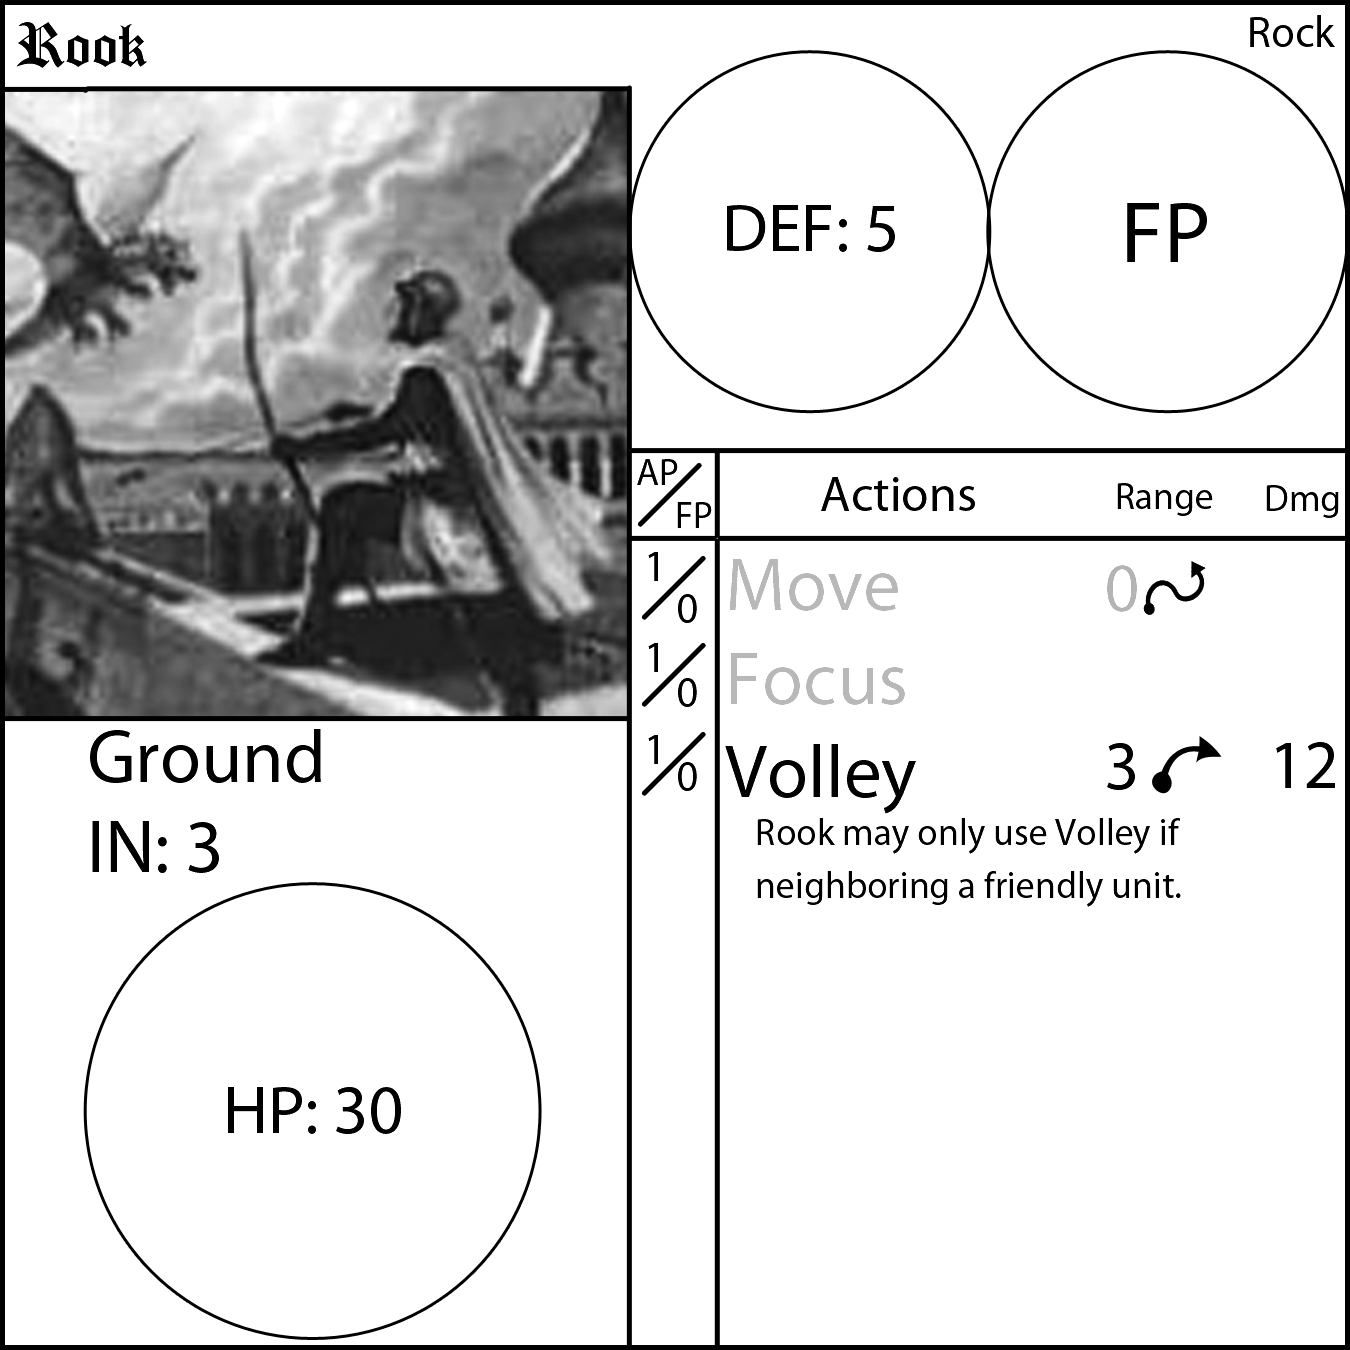 Rook
Rock
DEF: 5
FP
AP/FP Actions Range Dmg
1/0 Move 0
1/0 Focus
1/0 Volley 3 12
Rook may only use Volley if
neighboring a friendly unit.
Ground
IN: 3
HP: 30